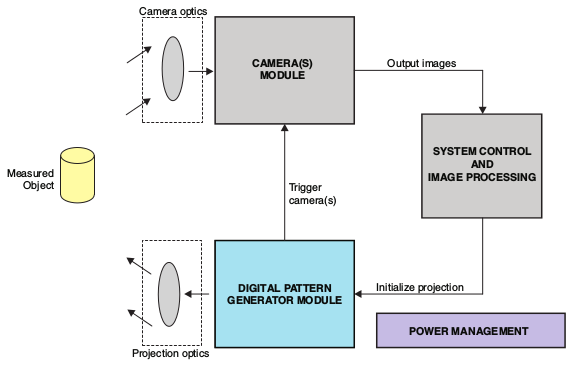 Camera optics
CAMERA(S)
MODULE
Output images
SYSTEM CONTROL
AND
IMAGE PROCESSING
Measured
Object
Trigger
camera(s)
DIGITAL PATTERN
GENERATOR MODULE
Initialize projection
POWER MANAGEMENT
Projection optics